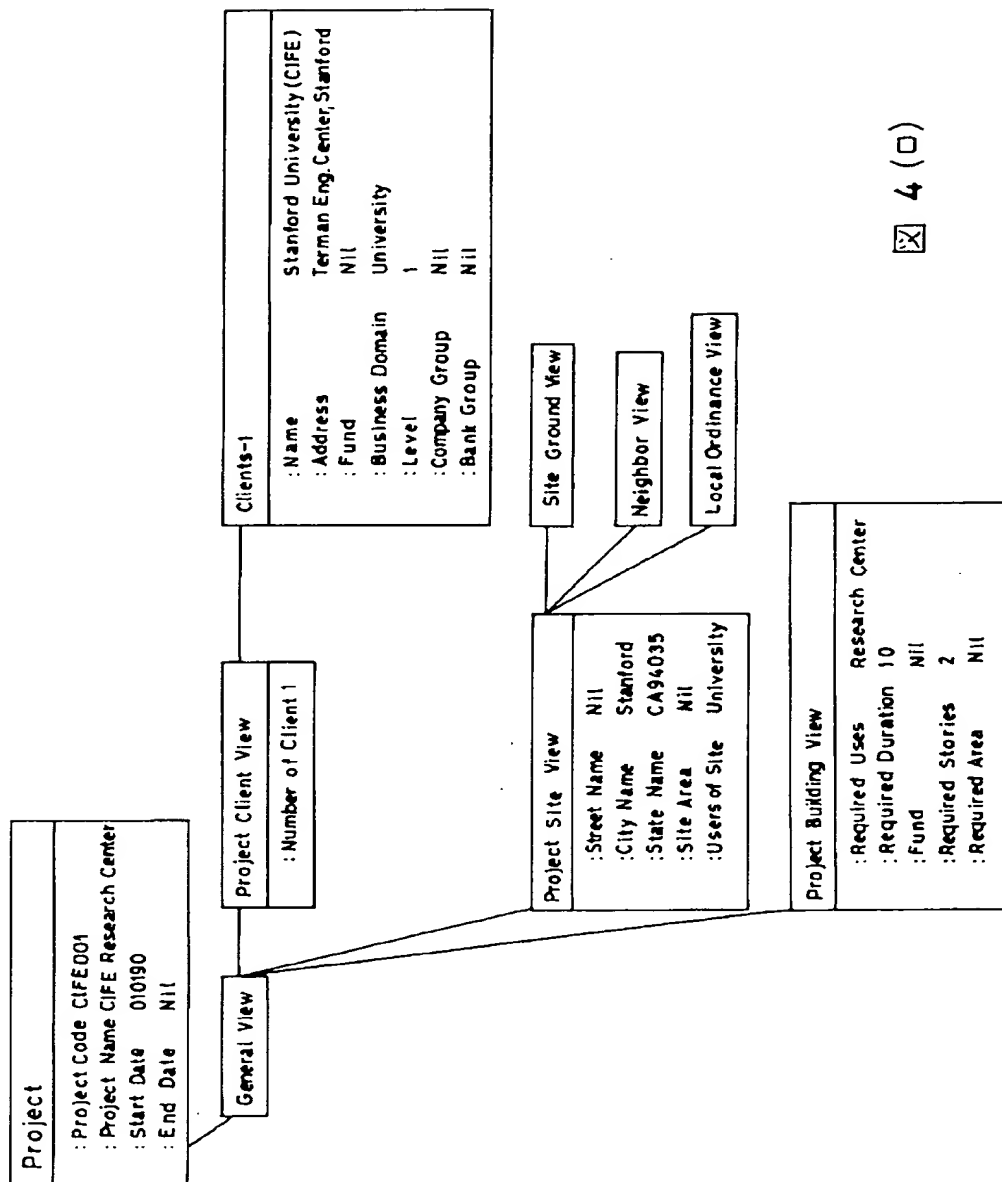 Project
:Project Code CIFE001
:Project Name CIFE Research Center
:Start Date 010190
:End Date Nil
General View
Project Client View
:Number of Client 1
Clients-1
:Name Stanford University (CIFE)
:Address Terman Eng. Center, Stanford
:Fund Nil
:Business Domain University
:Level 1
:Company Group Nil
:Bank Group Nil
Project Site View
:Street Name Nil
:City Name Stanford
:State Name CA94035
:Site Area Nil
:Users of Site University
Site Ground View
Neighbor View
Local Ordinance View
Project Building View
:Required Uses Research Center
:Required Duration 10
:Fund Nil
:Required Stories 2
:Required Area Nil
図 4 (ロ)